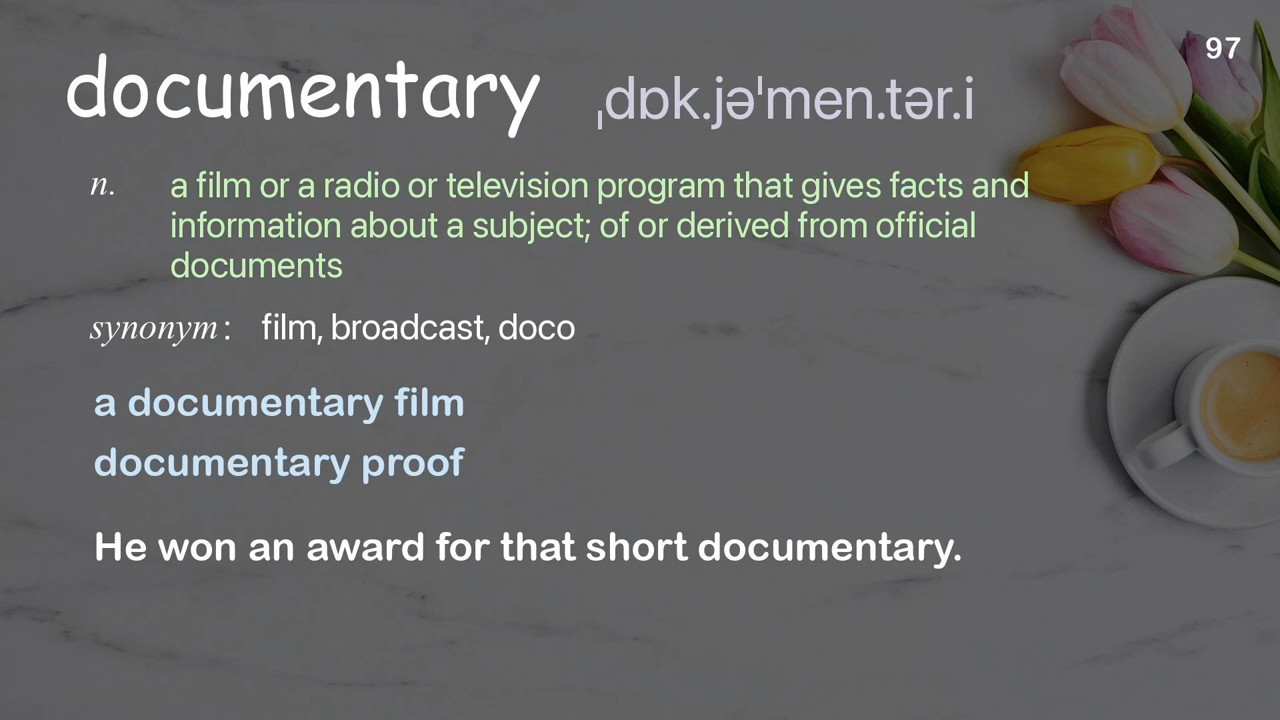 97
documentary ˌdɒk.jəˈmen.tər.i
n. a film or a radio or television program that gives facts and
information about a subject; of or derived from official
documents
synonym: film, broadcast, doco
a documentary film
documentary proof
He won an award for that short documentary.